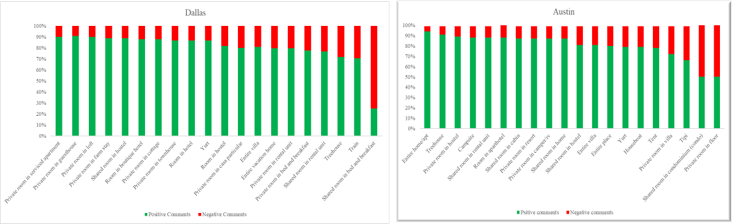 Dallas
100%
90%
80%
70%
60%
50%
40%
30%
20%
10%
0%
Private room in serviced apartment
Private room in guesthouse
Private room in loft
Private room in farm stay
Shared room in hostel
Room in boutique hotel
Private room in cottage
Private room in townhouse
Room in hotel
Yurt
Room in hostel
Private room in casa particular
Entire villa
Entire vacation home
Private room in rental unit
Private room in bed and breakfast
Shared room in rental unit
Treehouse
Train
Shared room in bed and breakfast
Positive Comments
Negative Comments
Austin
100%
90%
80%
70%
60%
50%
40%
30%
20%
10%
0%
Entire homestay
Treehouse
Private room in hostel
Campsite
Shared room in rental unit
Room in aparthotel
Shared room in cabin
Private room in resort
Private room in campsite
Shared room in home
Shared room in hostel
Entire villa
Entire place
Yurt
Houseboat
Tent
Private room in villa
Tipi
Shared room in condominium (condo)
Private room in floor
Positive comments
Negative comments